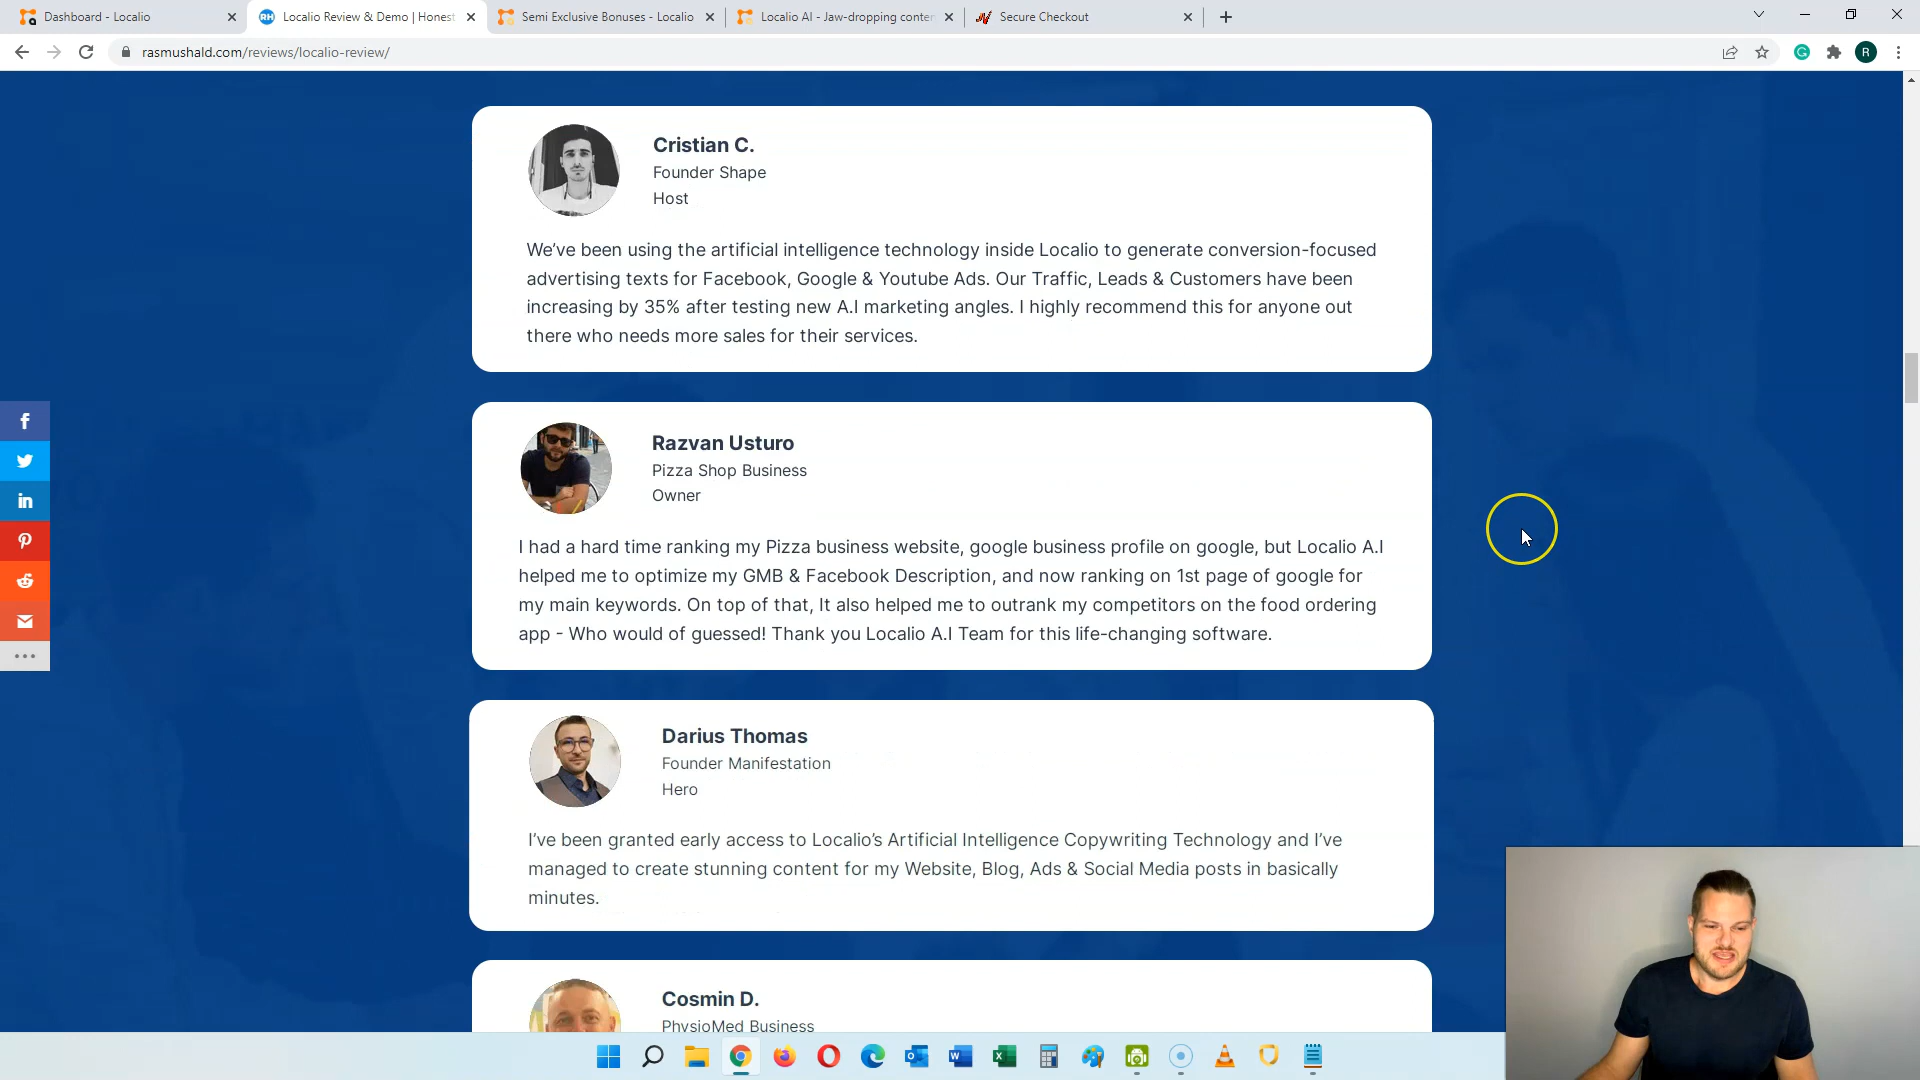 Dashboard - Localio
Localio Review & Demo | Honest
Semi Exclusive Bonuses - Localio
Localio AI - Jaw-dropping conter
Secure Checkout
rasmushald.com/reviews/localio-review/
R
Cristian C.
Founder Shape
Host
We've been using the artificial intelligence technology inside Localio to generate conversion-focused
advertising texts for Facebook, Google & Youtube Ads. Our Traffic, Leads & Customers have been
increasing by 35% after testing new A.I marketing angles. I highly recommend this for anyone out
there who needs more sales for their services.
Razvan Usturo
Pizza Shop Business
Owner
I had a hard time ranking my Pizza business website, google business profile on google, but Localio A.I
helped me to optimize my GMB & Facebook Description, and now ranking on 1st page of google for
my main keywords. On top of that, It also helped me to outrank my competitors on the food ordering
app - Who would of guessed! Thank you Localio A.I Team for this life-changing software.
Darius Thomas
Founder Manifestation
Hero
I've been granted early access to Localio's Artificial Intelligence Copywriting Technology and I've
managed to create stunning content for my Website, Blog, Ads & Social Media posts in basically
minutes.
Cosmin D.
PhysioMed Business